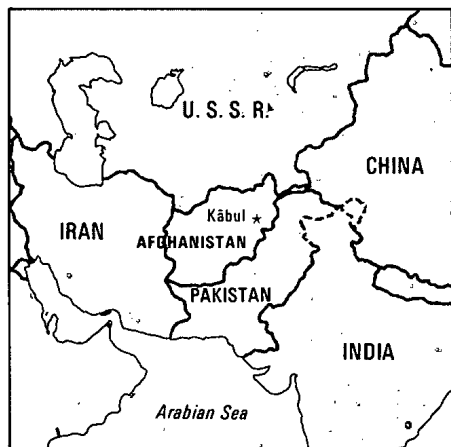 U. S. S. R.
CHINA
Kābul
IRAN
AFGHANISTAN
PAKISTAN
INDIA
Arabian Sea